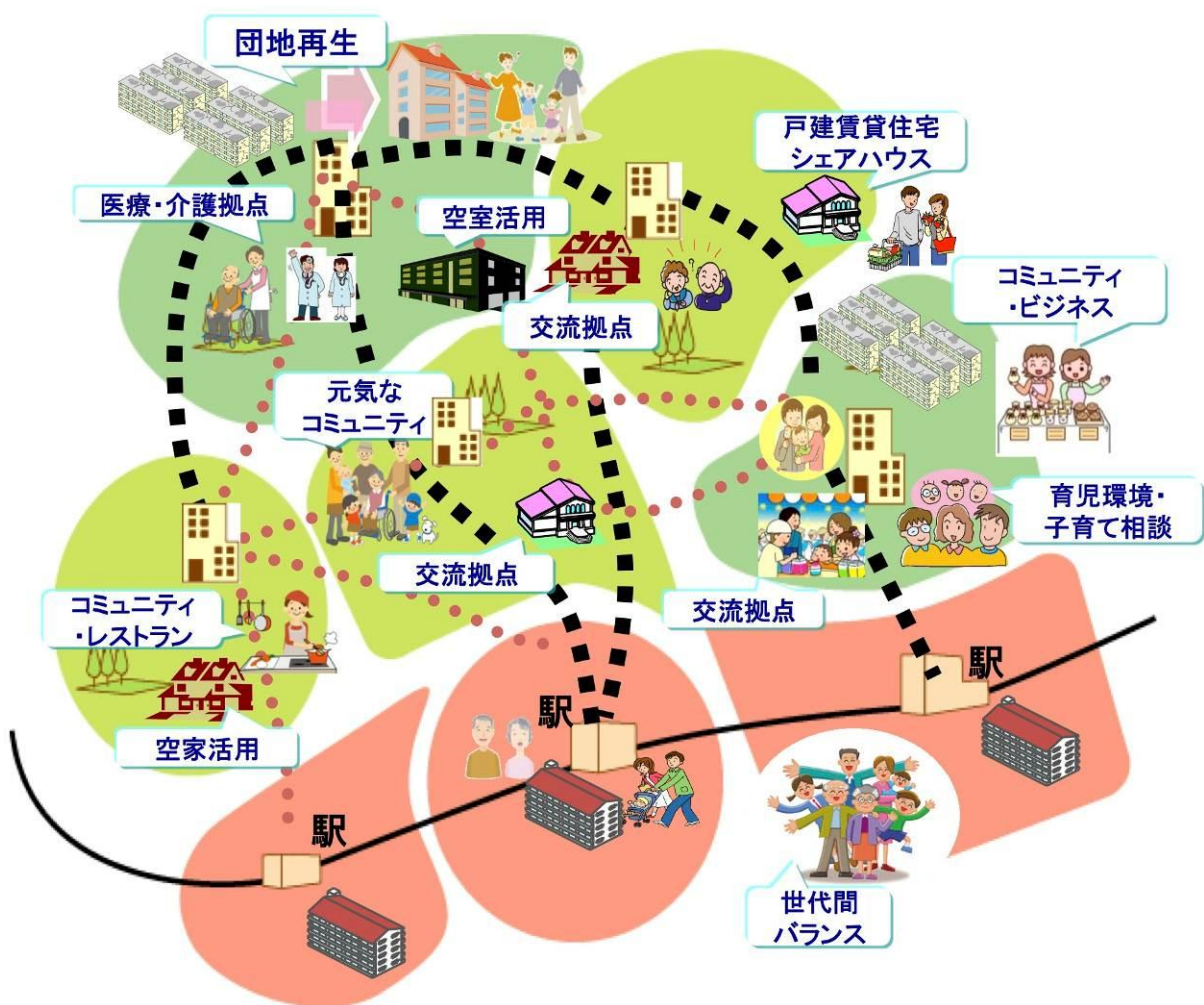 団地再生
戸建賃貸住宅
シェアハウス
医療・介護拠点
空室活用
コミュニティ
・ビジネス
交流拠点
元気な
コミュニティ
育児環境・
子育て相談
交流拠点
交流拠点
コミュニティ
・レストラン
駅
駅
空家活用
駅
世代間
バランス